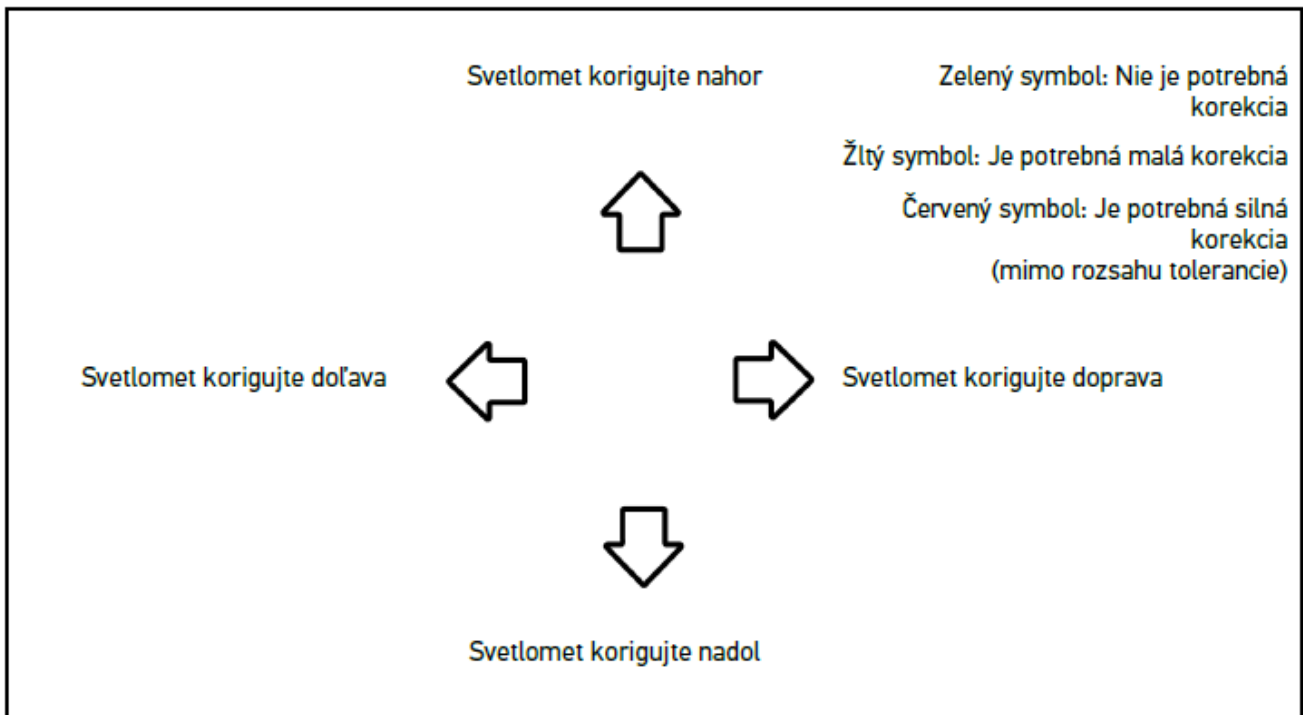 Svetlomet korigujte nahor
Zelený symbol: Nie je potrebná
korekcia
Žltý symbol: Je potrebná malá korekcia
Červený symbol: Je potrebná silná
korekcia
(mimo rozsahu tolerancie)
Svetlomet korigujte doľava
Svetlomet korigujte doprava
Svetlomet korigujte nadol